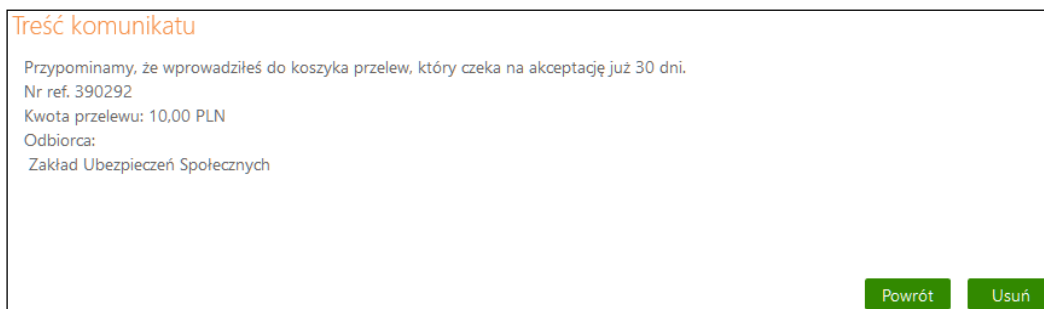 Treść komunikatu
Przypominamy, że wprowadziłeś do koszyka przelew, który czeka na akceptację już 30 dni.
Nr ref. 390292
Kwota przelewu: 10,00 PLN
Odbiorca:
Zakład Ubezpieczeń Społecznych
Powrót Usuń